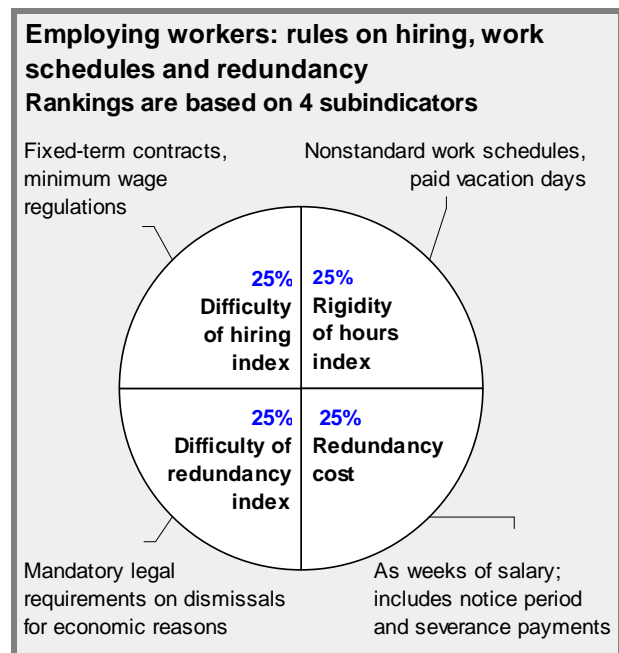 Employing workers: rules on hiring, work
schedules and redundancy
Rankings are based on 4 subindicators
Fixed-term contracts,
minimum wage
regulations
Nonstandard work schedules,
paid vacation days
25%
Difficulty
of hiring
index
25%
Rigidity
of hours
index
25%
Difficulty of
redundancy
index
25%
Redundancy
cost
Mandatory legal
requirements on dismissals
for economic reasons
As weeks of salary;
includes notice period
and severance payments